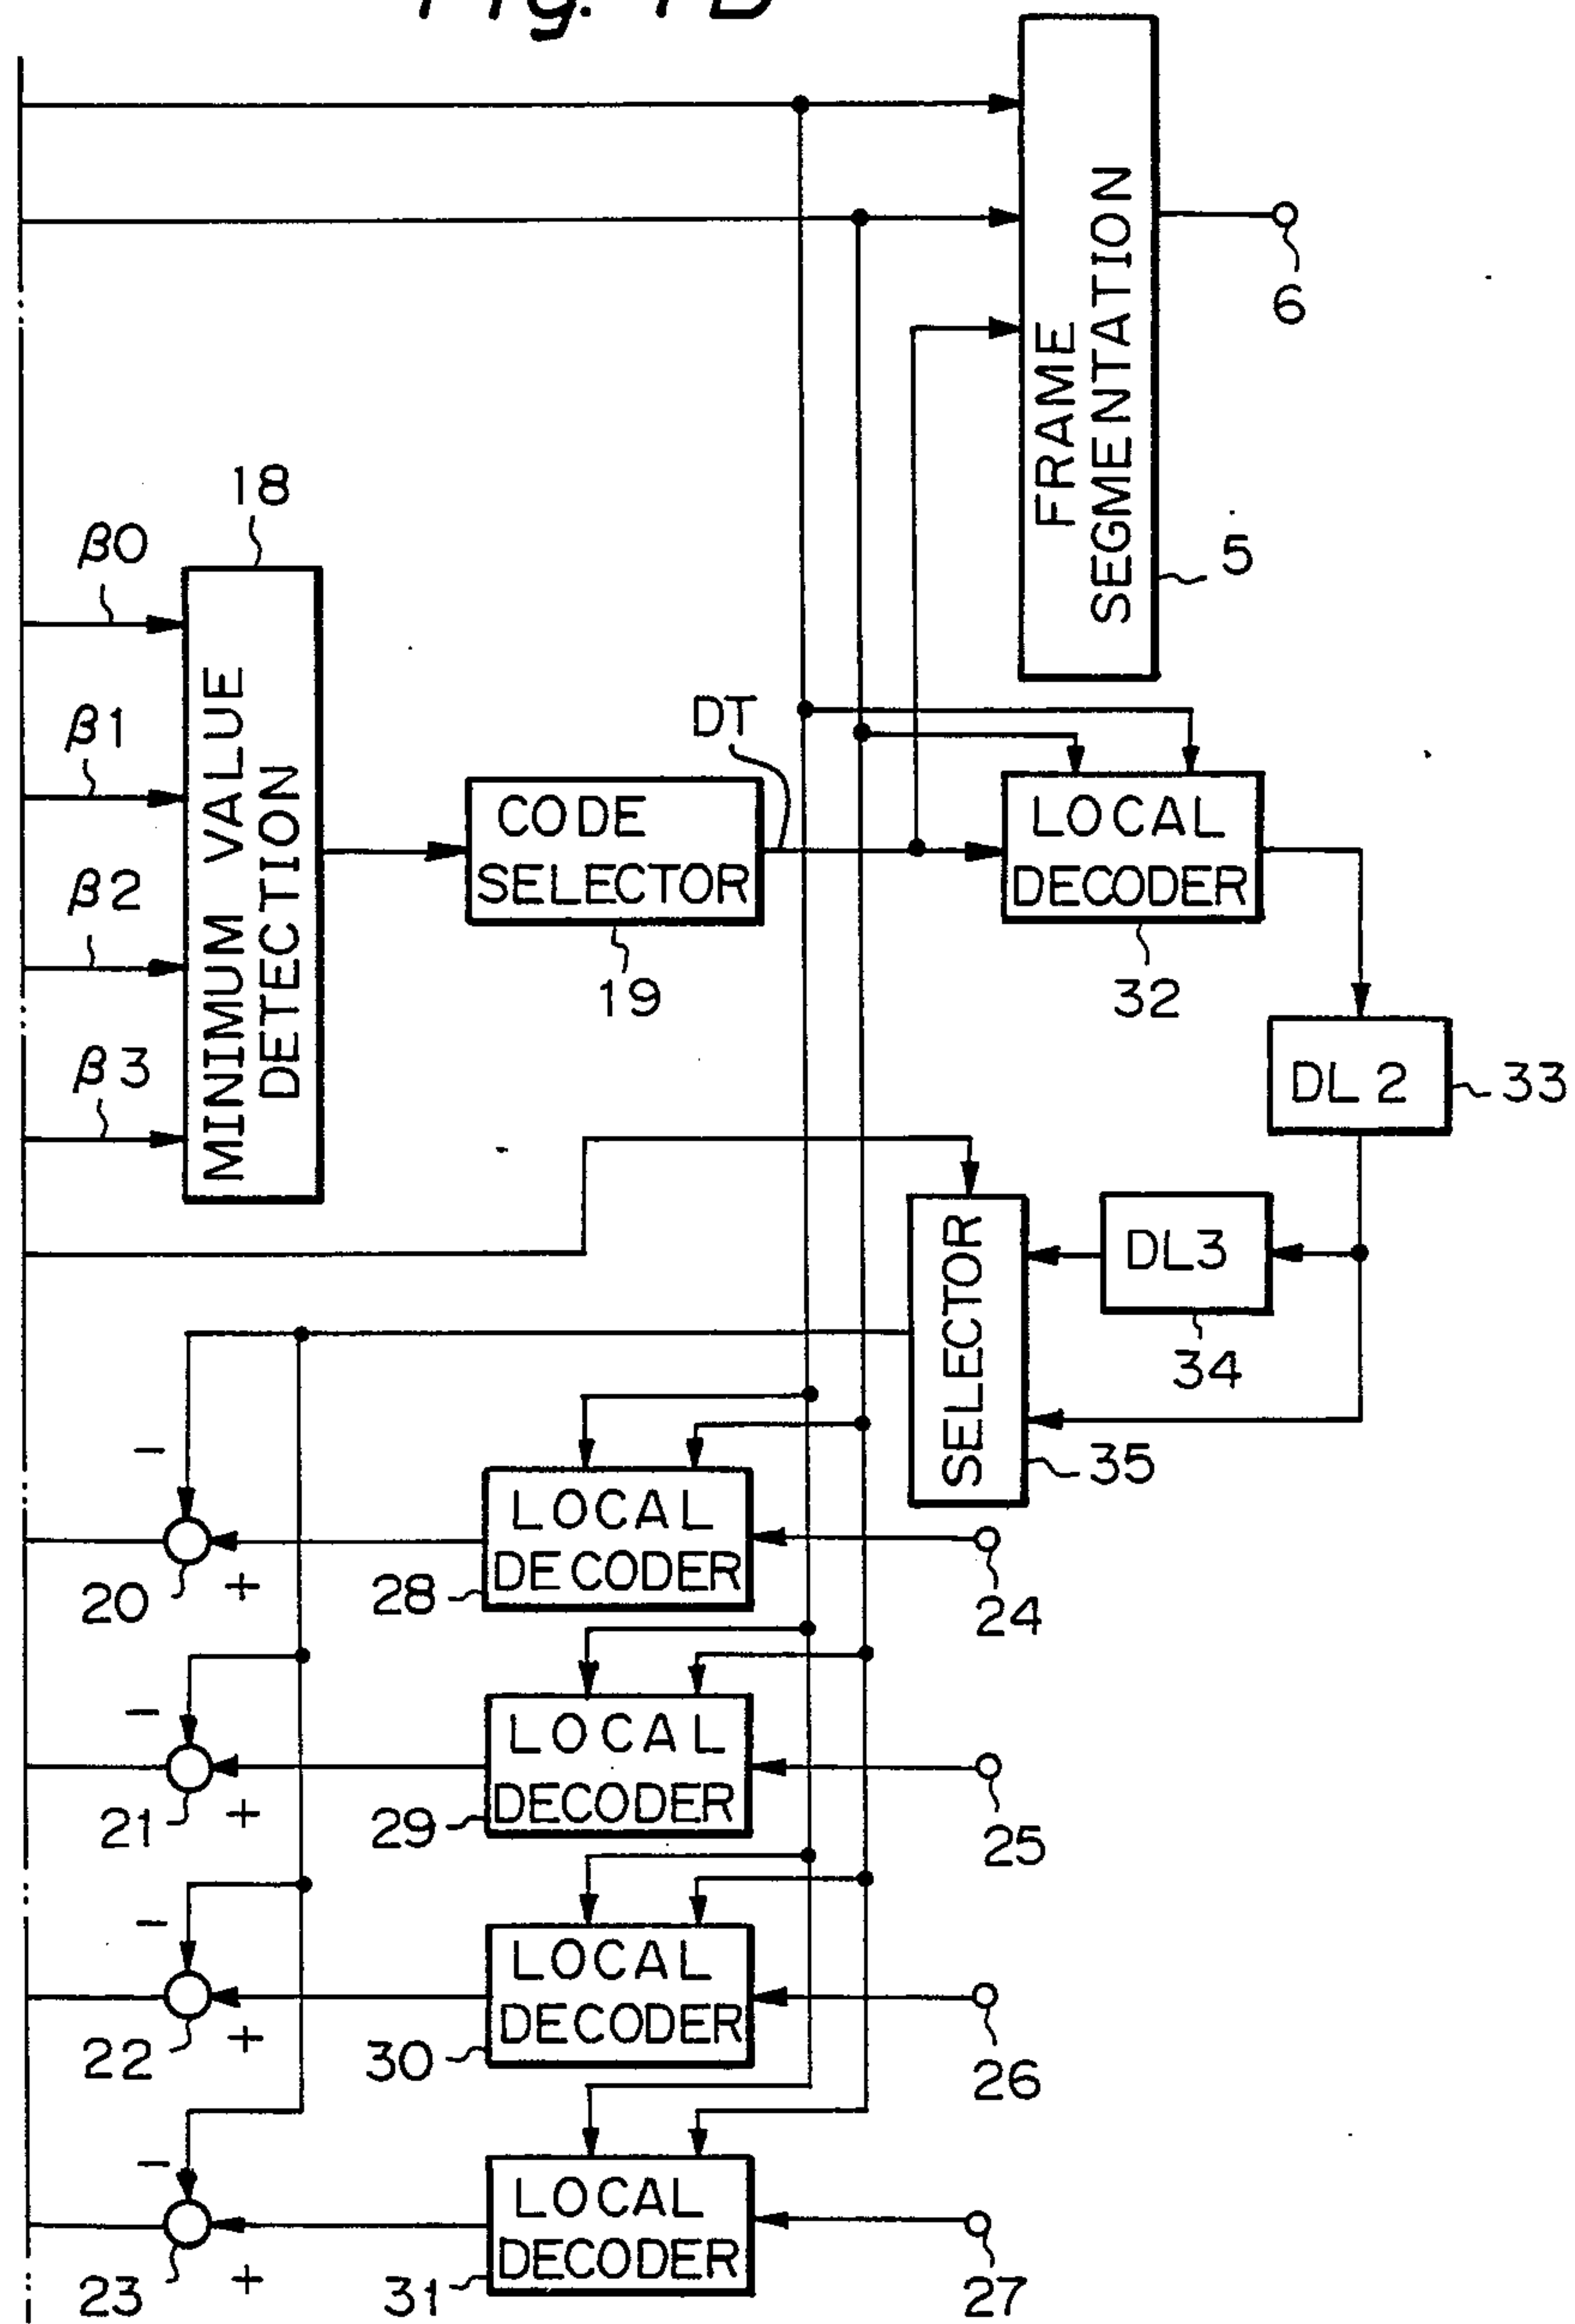 Fig. 1B
FRAME
SEGMENTATION
6
5
18
β0
β1
β2
β3
MINIMUM VALUE
DETECTION
DT
CODE
SELECTOR
19
LOCAL
DECODER
32
DL 2
33
DL3
34
SELECTOR
35
-
+
20
LOCAL
DECODER
28
24
-
+
21
LOCAL
DECODER
29
25
-
+
22
LOCAL
DECODER
30
26
-
+
23
LOCAL
DECODER
31
27